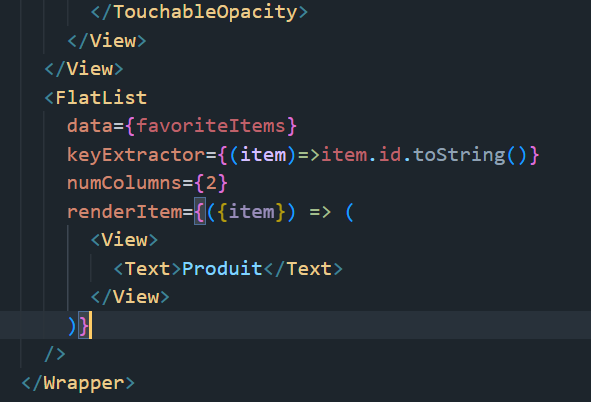 </TouchableOpacity>
</View>
</View>
<FlatList
data={favoriteItems}
keyExtractor={(item)=>item.id.toString()}
numColumns={2}
renderItem={({item}) => (
<View>
<Text>Produit</Text>
</View>
)}
/>
</Wrapper>